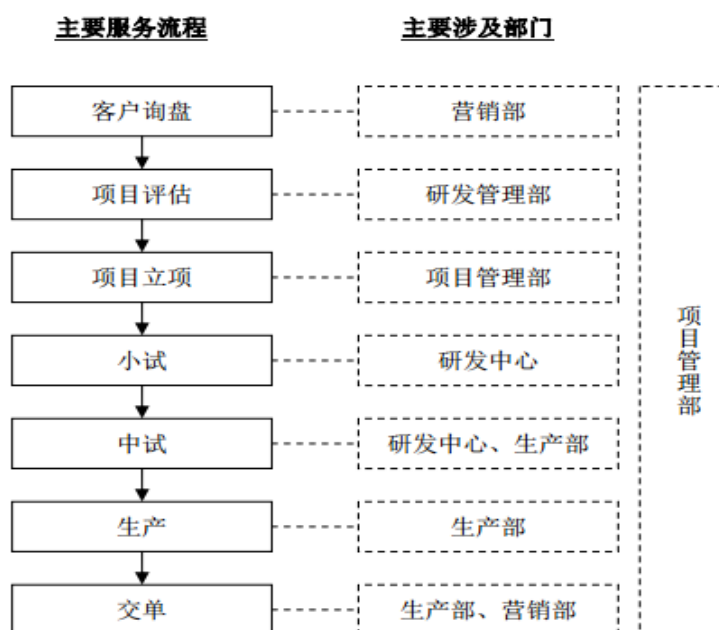 主要服务流程 主要涉及部门
客户询盘 营销部
项目评估 研发管理部
项目立项 项目管理部
小试 研发中心
中试 研发中心、生产部
生产 生产部
交单 生产部、营销部
项目管理部